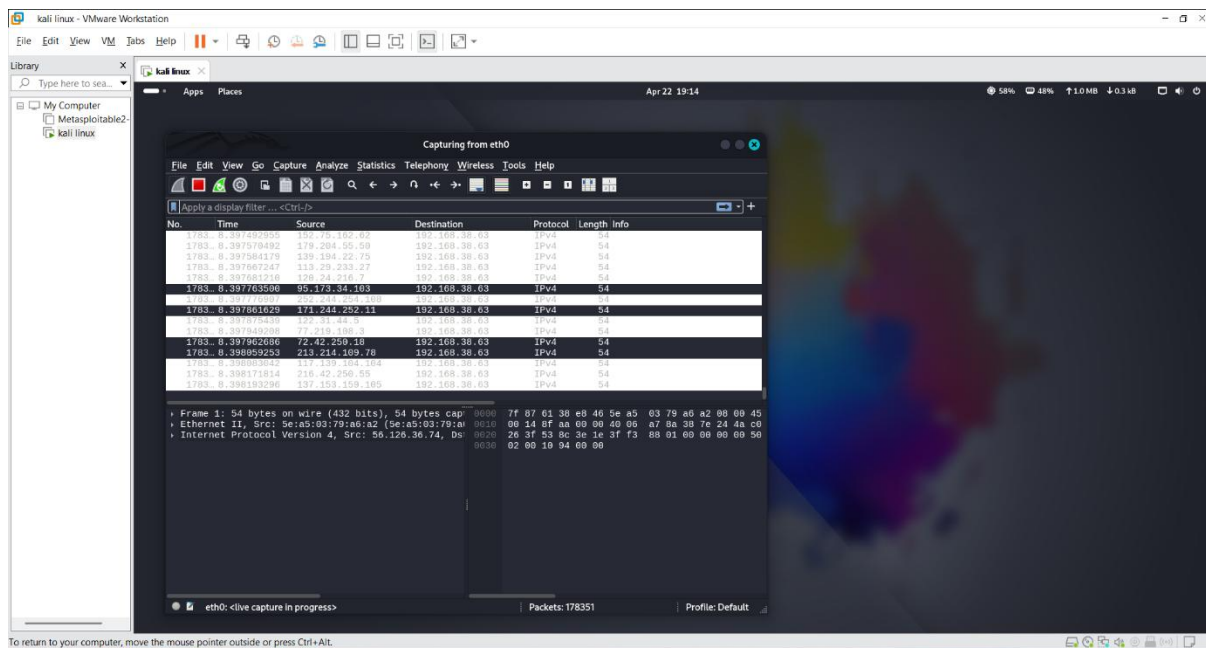 kali linux - VMware Workstation
File Edit View VM Tabs Help
Library X
Type here to sea...
kali linux
My Computer
Metasploitable2-
kali linux
Apps Places Apr 22 19:14 58% 48% 1.0 MB 0.3 kB
Capturing from eth0
File Edit View Go Capture Analyze Statistics Telephony Wireless Tools Help
Apply a display filter ... <Ctrl-/>
No. Time Source Destination Protocol Length Info
1783… 8.397492955 152.75.162.62 192.168.38.63 IPv4 54
1783… 8.397570492 179.204.55.50 192.168.38.63 IPv4 54
1783… 8.397584179 139.194.22.75 192.168.38.63 IPv4 54
1783… 8.397667247 113.29.233.27 192.168.38.63 IPv4 54
1783… 8.397681210 120.24.216.7 192.168.38.63 IPv4 54
1783… 8.397763500 95.173.34.103 192.168.38.63 IPv4 54
1783… 8.397776987 252.244.254.108 192.168.38.63 IPv4 54
1783… 8.397861629 171.244.252.11 192.168.38.63 IPv4 54
1783… 8.397875439 122.31.44.5 192.168.38.63 IPv4 54
1783… 8.397949208 77.219.198.3 192.168.38.63 IPv4 54
1783… 8.397962686 72.42.250.18 192.168.38.63 IPv4 54
1783… 8.398059253 213.214.109.78 192.168.38.63 IPv4 54
1783… 117.139.104.164 192.168.38.63 IPv4 54
1783… 8.398171814 216.42.250.55 192.168.38.63 IPv4 54
1783… 8.398193296 137.153.159.105 192.168.38.63 IPv4 54
Frame 1: 54 bytes on wire (432 bits), 54 bytes cap
Ethernet II, Src: 5e:a5:03:79:a6:a2 (5e:a5:03:79:a
Internet Protocol Version 4, Src: 56.126.36.74, Ds
0000 7f 87 61 38 e8 46 5e a5 03 79 a6 a2 08 00 45
0010 00 14 8f aa 00 00 40 06 a7 8a 38 7e 24 4a c0
0020 26 3f 53 8c 3e 1e 3f f3 88 01 00 00 00 00 50
0030 02 00 10 94 00 00
eth0: <live capture in progress> Packets: 178351 Profile: Default
To return to your computer, move the mouse pointer outside or press Ctrl+Alt.